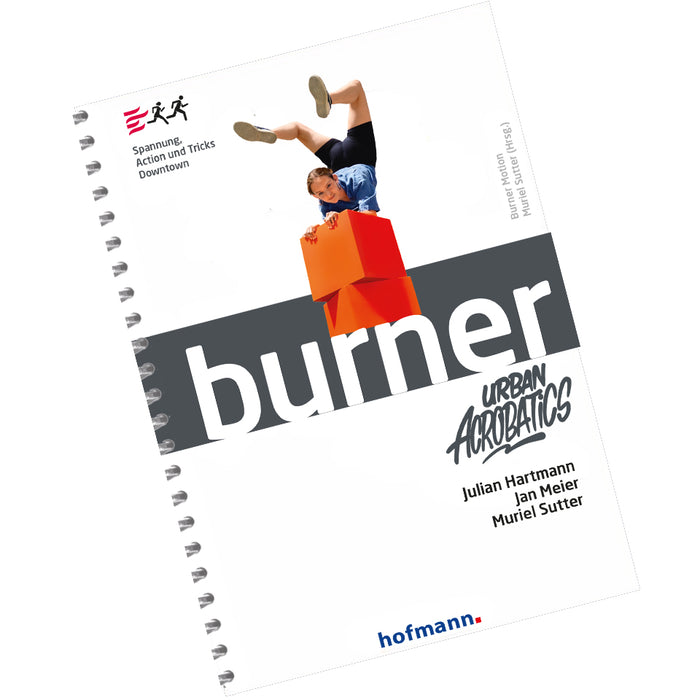 Spannung,
Action und Tricks
Downtown
Burner Motion
Muriel Sutter (Hrsg.)
burner
URBAN
ACROBATICS
Julian Hartmann
Jan Meier
Muriel Sutter
hofmann.